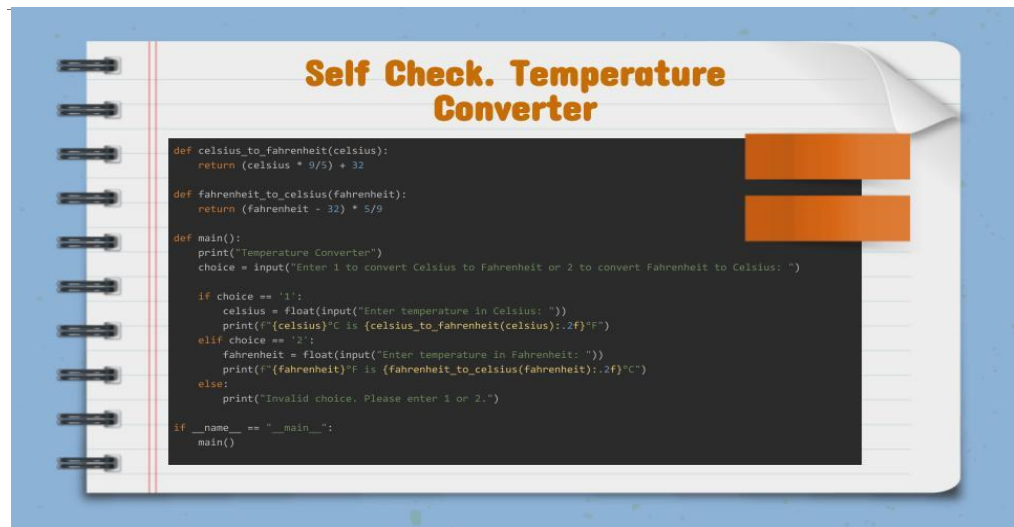 Self Check. Temperature
Converter
def celsius_to_fahrenheit(celsius):
    return (celsius * 9/5) + 32
def fahrenheit_to_celsius(fahrenheit):
    return (fahrenheit - 32) * 5/9
def main():
    print("Temperature Converter")
    choice = input("Enter 1 to convert Celsius to Fahrenheit or 2 to convert Fahrenheit to Celsius: ")
    if choice == '1':
        celsius = float(input("Enter temperature in Celsius: "))
        print(f"{celsius}°C is {celsius_to_fahrenheit(celsius):.2f}°F")
    elif choice == '2':
        fahrenheit = float(input("Enter temperature in Fahrenheit: "))
        print(f"{fahrenheit}°F is {fahrenheit_to_celsius(fahrenheit):.2f}°C")
    else:
        print("Invalid choice. Please enter 1 or 2.")
if __name__ == "__main__":
    main()